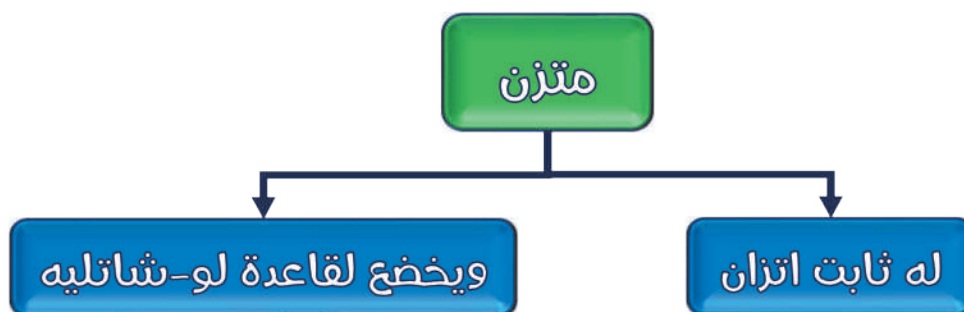 متزن
له ثابت اتزان
ويخضع لقاعدة لو-شاتليه